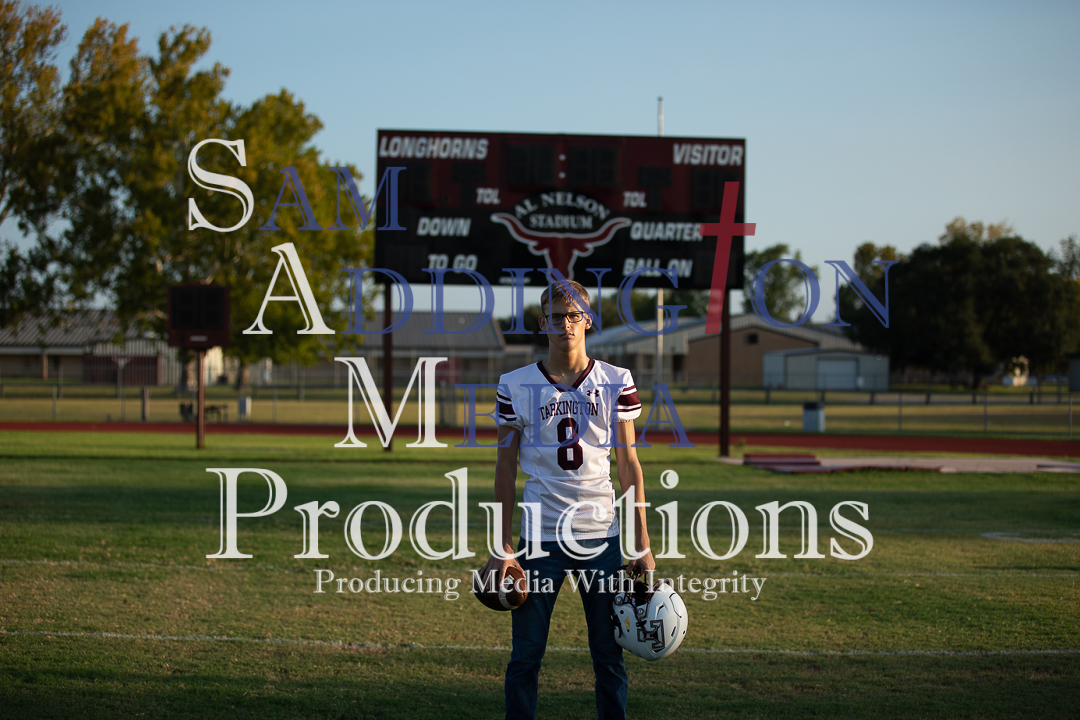 LONGHORNS VISITOR
TOL TOL
AL NELSON
STADIUM
DOWN QUARTER
TO GO BALL ON
SAM
ADDINGTON
MEDIA
Productions
Producing Media With Integrity
TARKINGTON
8
T